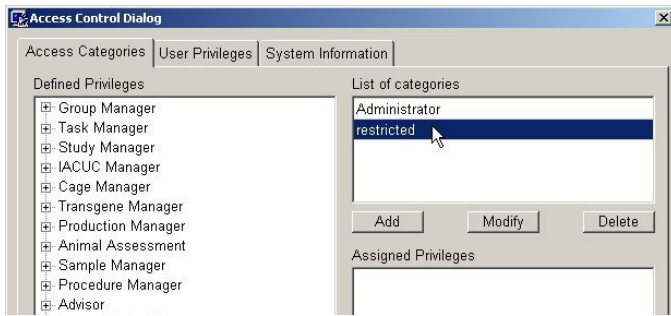 Access Control Dialog
Access Categories
User Privileges
System Information
Defined Privileges
Group Manager
Task Manager
Study Manager
IACUC Manager
Cage Manager
Transgene Manager
Production Manager
Animal Assessment
Sample Manager
Procedure Manager
Advisor
List of categories
Administrator
restricted
Add
Modify
Delete
Assigned Privileges